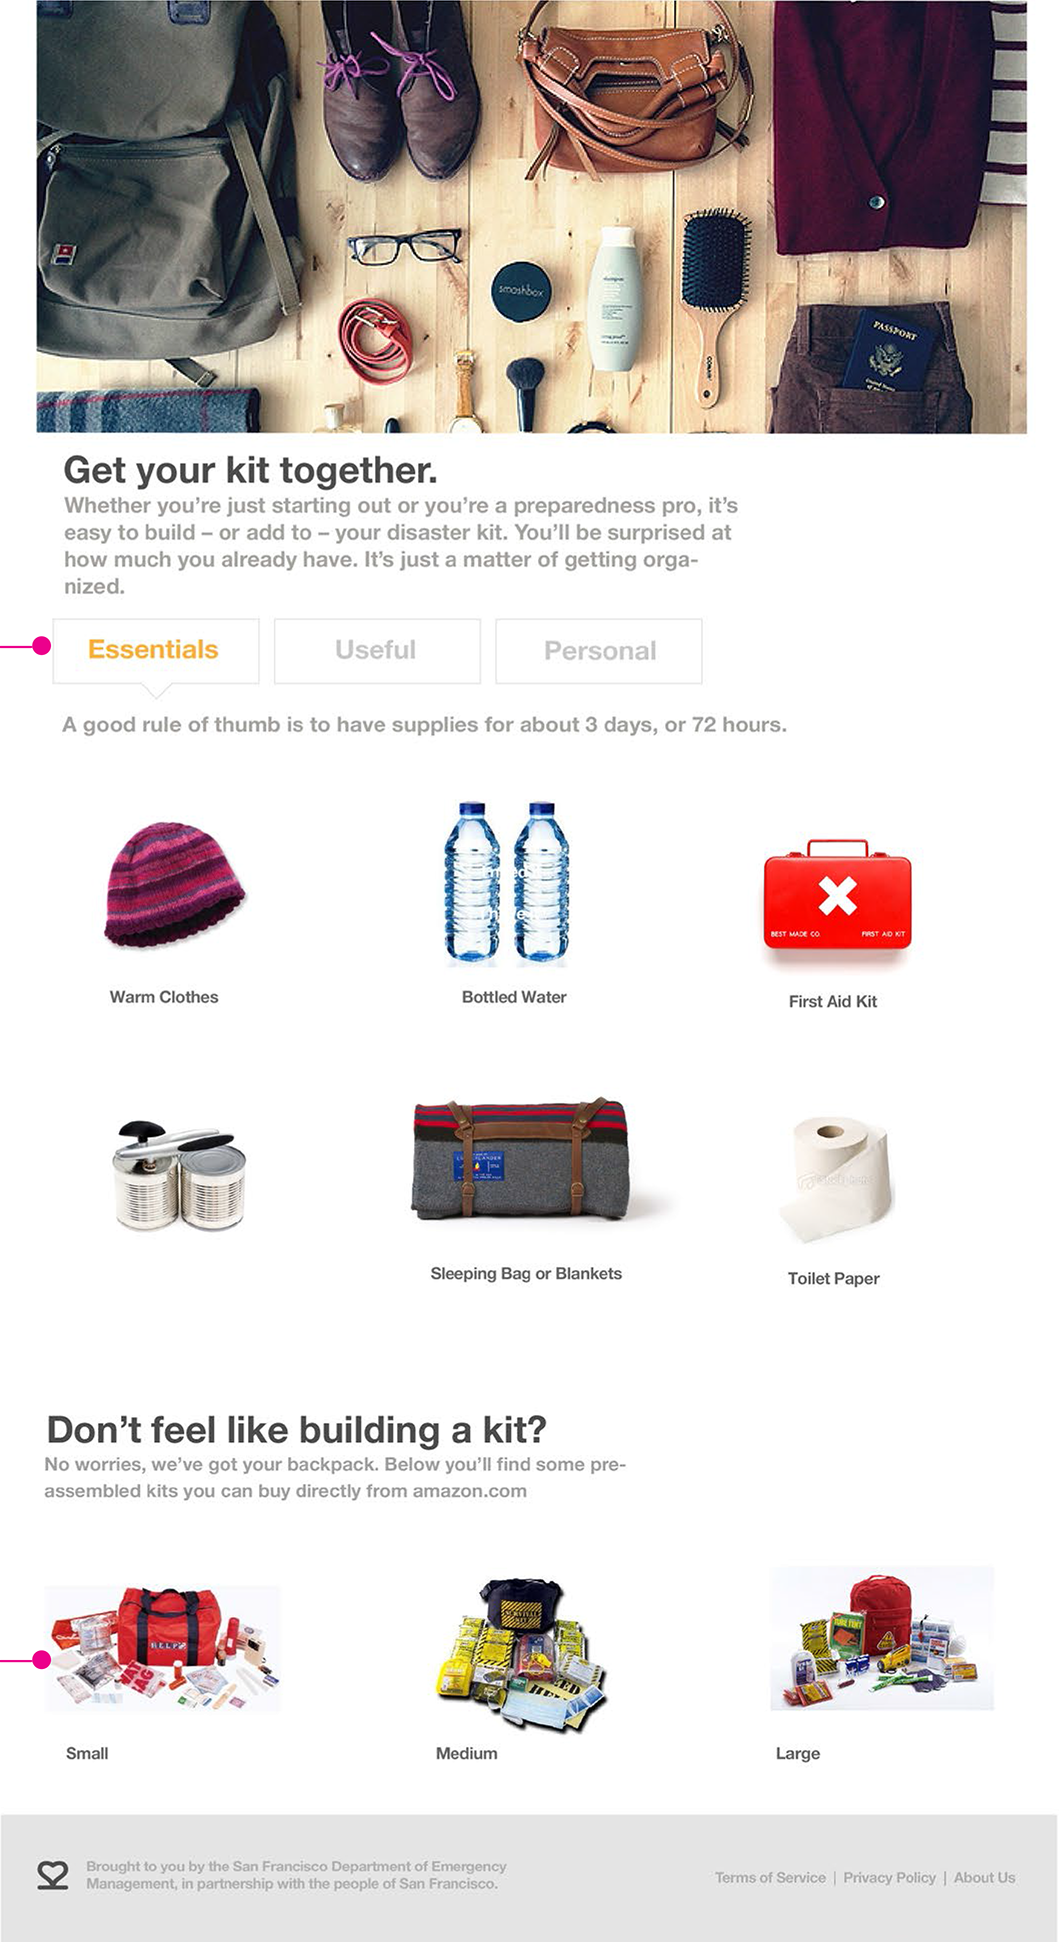 smashbox
shampoo
CONAIR
PASSPORT
United States
Get your kit together.
Whether you’re just starting out or you’re a preparedness pro, it’s
easy to build – or add to – your disaster kit. You’ll be surprised at
how much you already have. It’s just a matter of getting orga-
nized.
Essentials
Useful
Personal
A good rule of thumb is to have supplies for about 3 days, or 72 hours.
BEST MADE CO.
FIRST AID KIT
Warm Clothes
Bottled Water
First Aid Kit
Sleeping Bag or Blankets
Toilet Paper
Don’t feel like building a kit?
No worries, we’ve got your backpack. Below you’ll find some pre-
assembled kits you can buy directly from amazon.com
HELP
SURVIVAL
Small
Medium
Large
Brought to you by the San Francisco Department of Emergency
Management, in partnership with the people of San Francisco.
Terms of Service | Privacy Policy | About Us